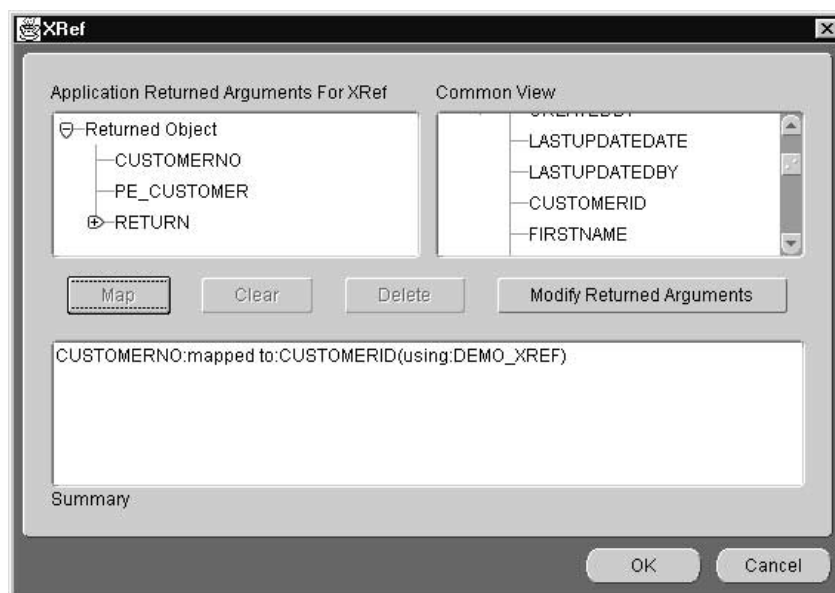 XRef
Application Returned Arguments For XRef
Common View
Returned Object
CUSTOMERNO
PE_CUSTOMER
RETURN
CREATEDBY
LASTUPDATEDATE
LASTUPDATEDBY
CUSTOMERID
FIRSTNAME
Map
Clear
Delete
Modify Returned Arguments
CUSTOMERNO:mapped to:CUSTOMERID(using:DEMO_XREF)
Summary
OK
Cancel